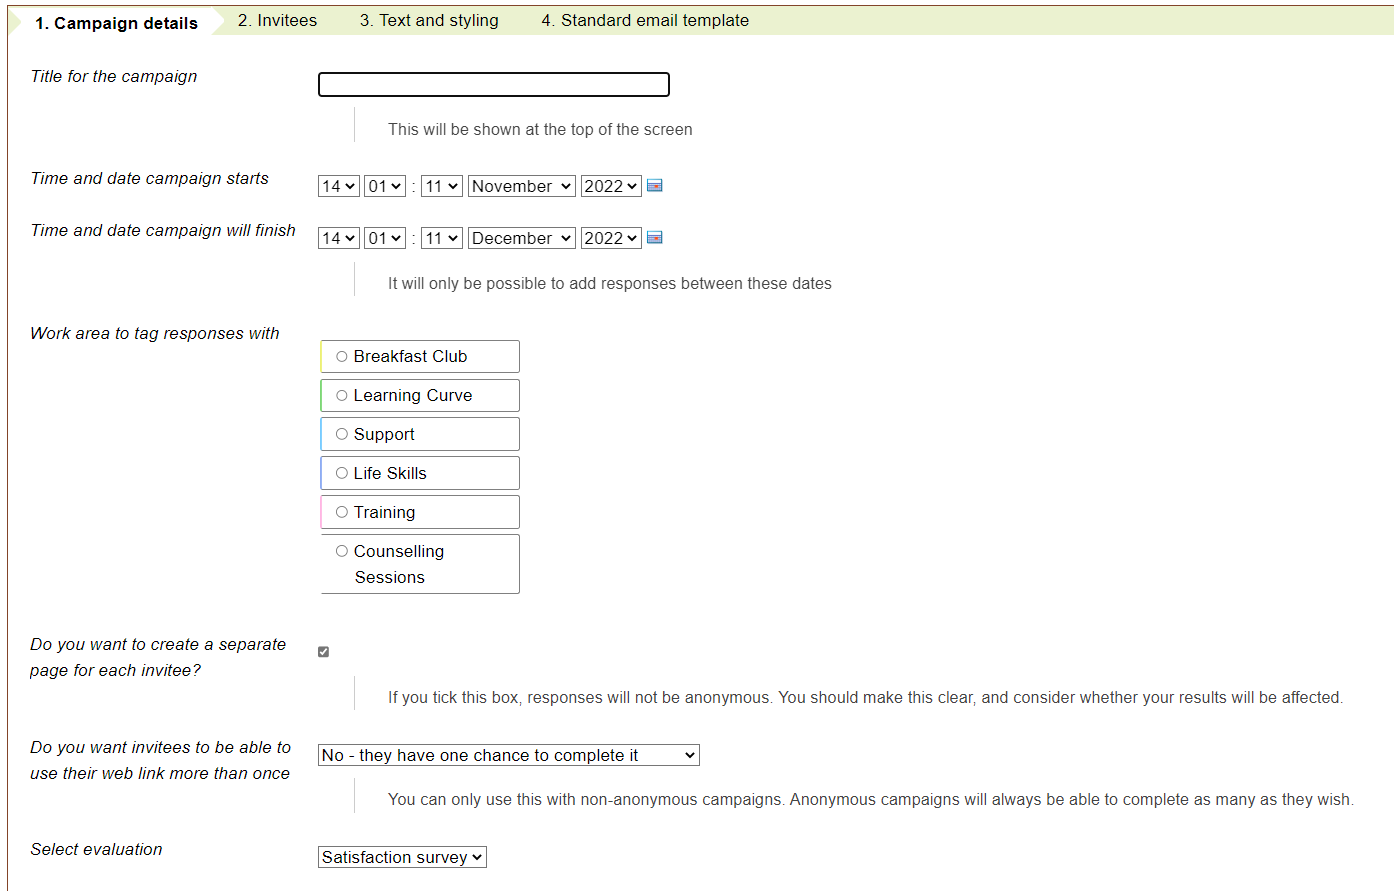 1. Campaign details 2. Invitees 3. Text and styling 4. Standard email template
Title for the campaign
This will be shown at the top of the screen
Time and date campaign starts
14 01 : 11 November 2022
Time and date campaign will finish
14 01 : 11 December 2022
It will only be possible to add responses between these dates
Work area to tag responses with
Breakfast Club
Learning Curve
Support
Life Skills
Training
Counselling
Sessions
Do you want to create a separate
page for each invitee?
If you tick this box, responses will not be anonymous. You should make this clear, and consider whether your results will be affected.
Do you want invitees to be able to
use their web link more than once
No - they have one chance to complete it
You can only use this with non-anonymous campaigns. Anonymous campaigns will always be able to complete as many as they wish.
Select evaluation
Satisfaction survey